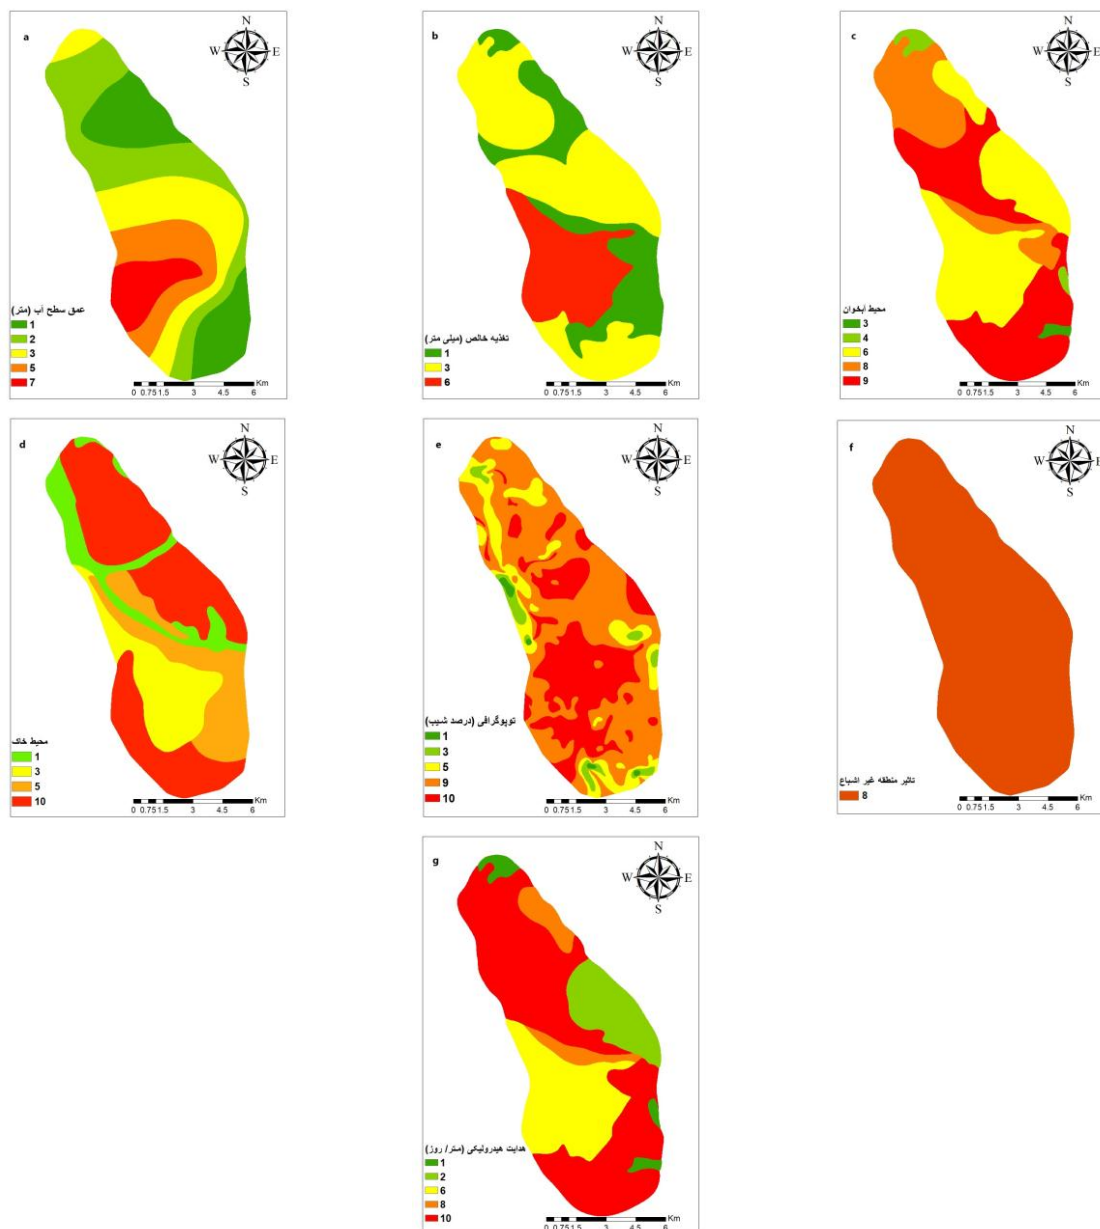 a
N
W E
S
عمق سطح آب (متر)
1
2
3
5
7
Km
0 0.75 1.5 3 4.5 6
b
N
W E
S
تغذیه خالص (میلی متر)
1
3
6
Km
0 0.75 1.5 3 4.5 6
c
N
W E
S
محیط آبخوان
3
4
6
8
9
Km
0 0.75 1.5 3 4.5 6
d
N
W E
S
محیط خاک
1
3
5
10
Km
0 0.75 1.5 3 4.5 6
e
N
W E
S
توپوگرافی (درصد شیب)
1
3
5
9
10
Km
0 0.75 1.5 3 4.5 6
f
N
W E
S
تاثیر منطقه غیر اشباع
8
Km
0 0.75 1.5 3 4.5 6
g
N
W E
S
هدایت هیدرولیکی (متر/ روز)
1
2
6
8
10
Km
0 0.75 1.5 3 4.5 6